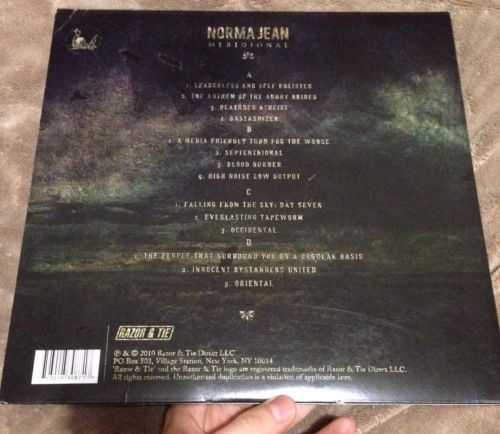 NORMA JEAN
MERIDIONAL
A
1. LEADERLESS AND SELF ENLISTED
2. THE ANTHEM OF THE ANGRY BRIDES
3. DEATHBED ATHEIST
4. BASTARDIZER
B
1. A MEDIA FRIENDLY TURN FOR THE WORSE
2. SEPTENTRIONAL
3. BLOOD BURNER
4. HIGH NOISE LOW OUTPUT
C
1. FALLING FROM THE SKY: DAY SEVEN
2. EVERLASTING TAPEWORM
3. OCCIDENTAL
D
1. THE PEOPLE THAT SURROUND YOU ON A REGULAR BASIS
2. INNOCENT BYSTANDERS UNITED
3. ORIENTAL
RAZOR & TIE
℗ & © 2010 Razor & Tie Direct LLC
PO Box 585, Village Station, New York, NY 10014
'Razor & Tie' and the Razor & Tie logo are registered trademarks of Razor & Tie Direct LLC.
All rights reserved. Unauthorized duplication is a violation of applicable laws.